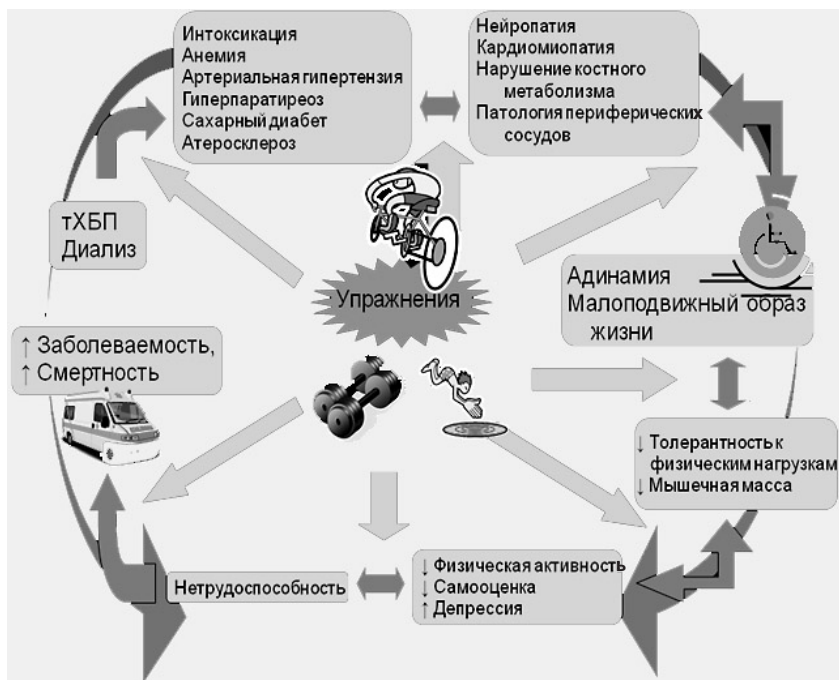 Интоксикация
Анемия
Артериальная гипертензия
Гиперпаратиреоз
Сахарный диабет
Атеросклероз
Нейропатия
Кардиомиопатия
Нарушение костного
метаболизма
Патология периферических
сосудов
тХБП
Диализ
Упражнения
Адинамия
Малоподвижный образ
жизни
↑ Заболеваемость,
↑ Смертность
↓ Толерантность к
физическим нагрузкам
↓ Мышечная масса
Нетрудоспособность
↓ Физическая активность
↓ Самооценка
↑ Депрессия